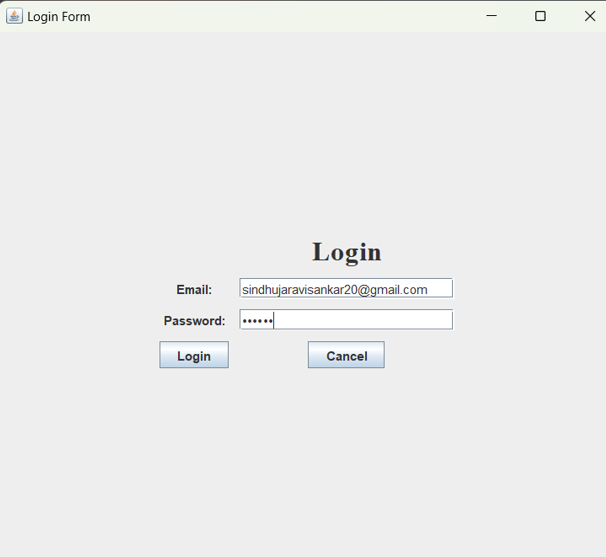 Login Form
Login
Email: sindhujaravisankar20@gmail.com
Password: ••••••
Login Cancel